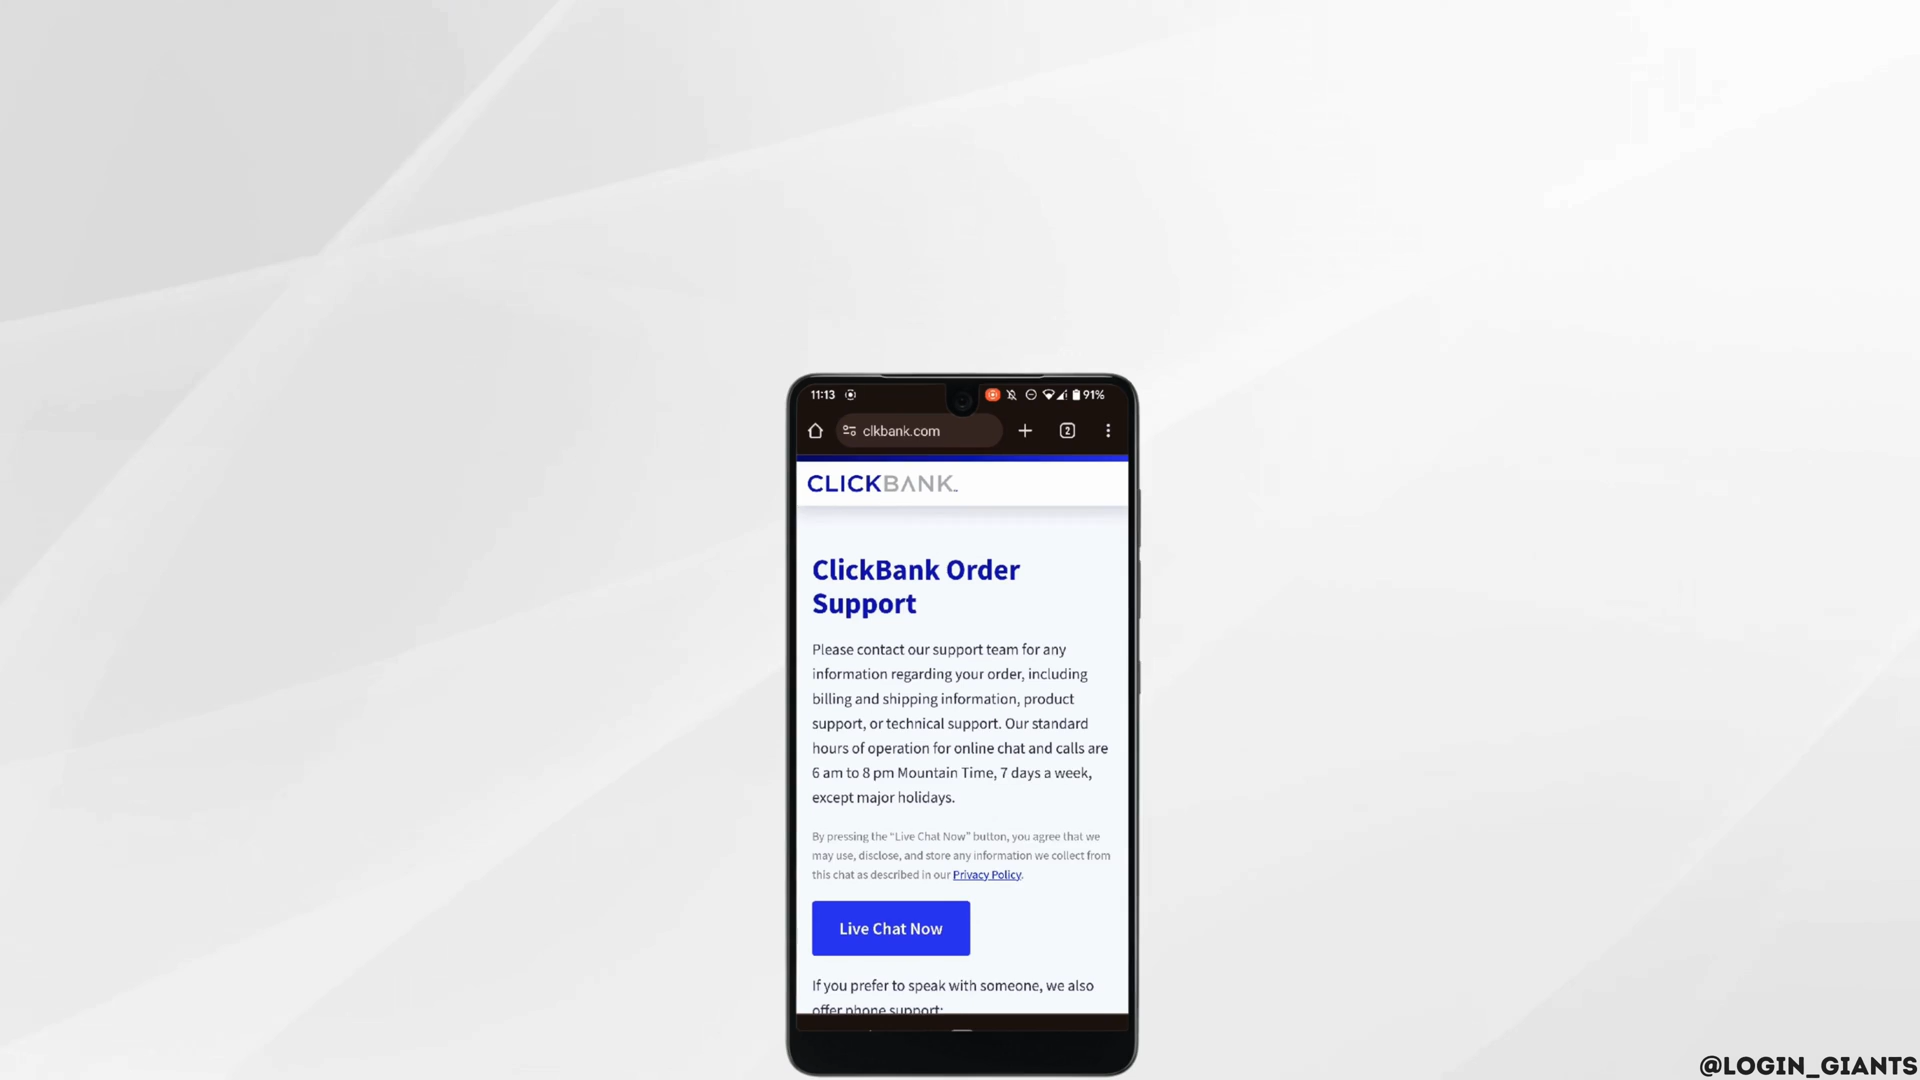 11:13
91%
clkbank.com
2
CLICKBANK
ClickBank Order
Support
Please contact our support team for any
information regarding your order, including
billing and shipping information, product
support, or technical support. Our standard
hours of operation for online chat and calls are
6 am to 8 pm Mountain Time, 7 days a week,
except major holidays.
By pressing the “Live Chat Now” button, you agree that we
may use, disclose, and store any information we collect from
this chat as described in our Privacy Policy.
Live Chat Now
If you prefer to speak with someone, we also
offer phone support:
@LOGIN_GIANTS